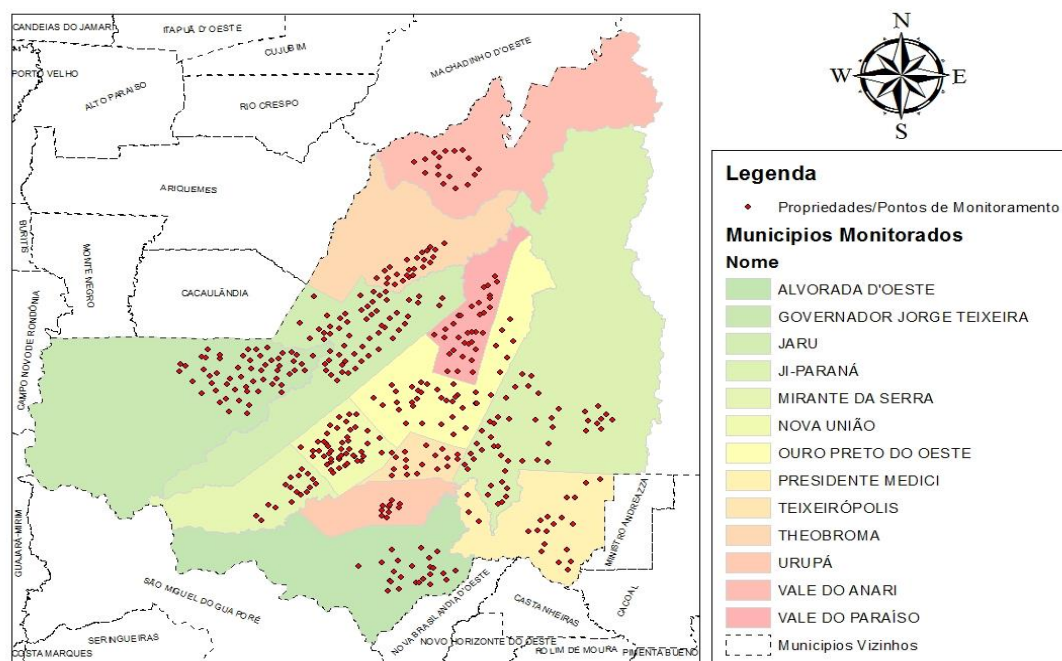 CANDEIAS DO JAMARI
ITAPUÃ D'OESTE
CUJUBIM
MACHADINHO D'OESTE
PORTO VELHO
ALTO PARAISO
RIO CRESPO
ARIQUEMES
BURITIS
MONTE NEGRO
CACAULÂNDIA
CAMPO NOVO DE RONDÔNIA
GUAJARÁ-MIRIM
SÃO MIGUEL DO GUAPORÉ
SERINGUEIRAS
COSTA MARQUES
NOVA BRASILANDIA D'OESTE
NOVO HORIZONTE DO OESTE
CASTANHEIRAS
ROLIM DE MOURA
PIMENTA BUENO
CACOAL
MINISTRO ANDREAZZA
N
W
E
S
Legenda
Propriedades/Pontos de Monitoramento
Municipios Monitorados
Nome
ALVORADA D'OESTE
GOVERNADOR JORGE TEIXEIRA
JARU
JI-PARANÁ
MIRANTE DA SERRA
NOVA UNIÃO
OURO PRETO DO OESTE
PRESIDENTE MEDICI
TEIXEIRÓPOLIS
THEOBROMA
URUPÁ
VALE DO ANARI
VALE DO PARAÍSO
Municipios Vizinhos